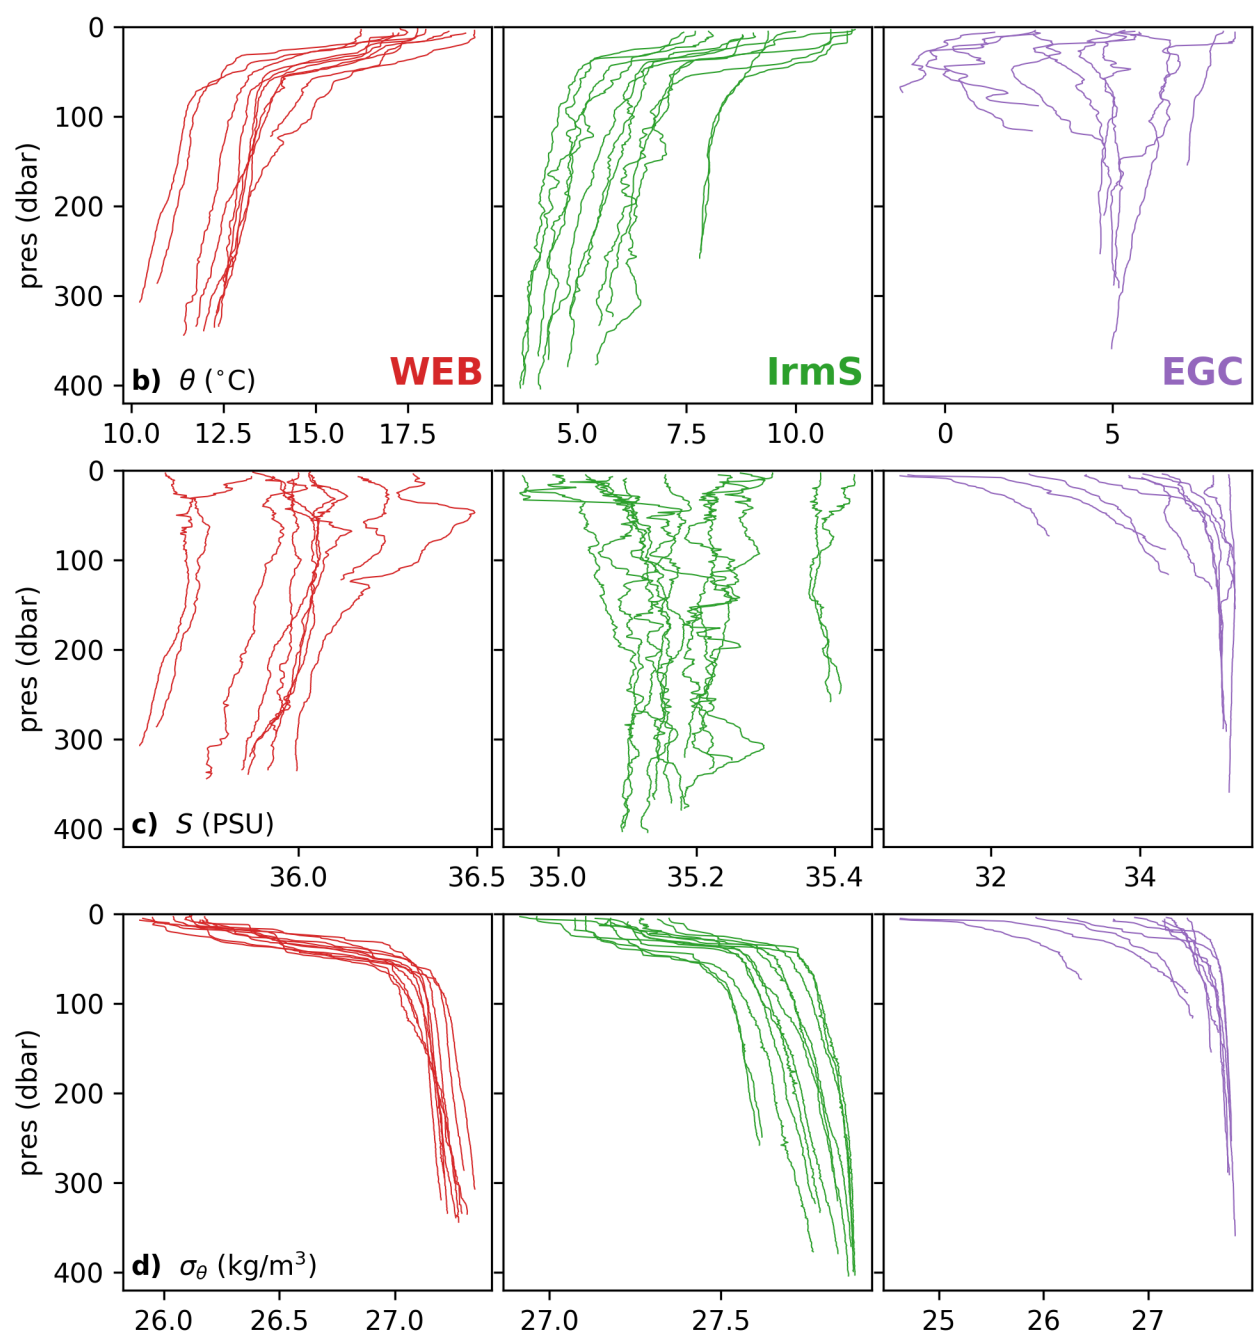 0
100
200
300
400
pres (dbar)
b) θ (°C)
WEB
IrmS
EGC
10.0 12.5 15.0 17.5
5.0 7.5 10.0
0 5
0
100
200
300
400
pres (dbar)
c) S (PSU)
36.0 36.5
35.0 35.2 35.4
32 34
0
100
200
300
400
pres (dbar)
d) σθ (kg/m³)
26.0 26.5 27.0
27.0 27.5
25 26 27